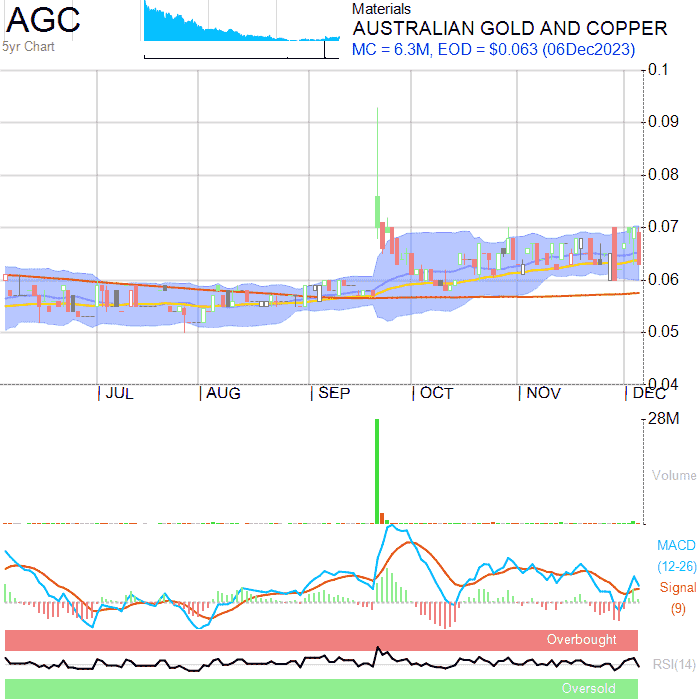 AGC
5yr Chart
Materials
AUSTRALIAN GOLD AND COPPER
MC = 6.3M, EOD = $0.063 (06Dec2023)
0.1
0.09
0.08
0.07
0.06
0.05
0.04
JUL
AUG
SEP
OCT
NOV
DEC
28M
Volume
MACD
(12-26)
Signal
(9)
Overbought
RSI(14)
Oversold